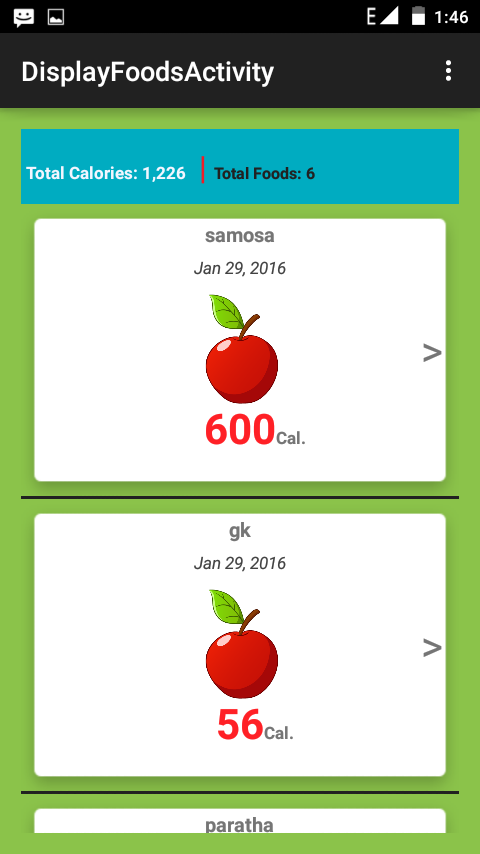 E 1:46
DisplayFoodsActivity
Total Calories: 1,226 Total Foods: 6
samosa
Jan 29, 2016
>
600Cal.
gk
Jan 29, 2016
>
56Cal.
paratha